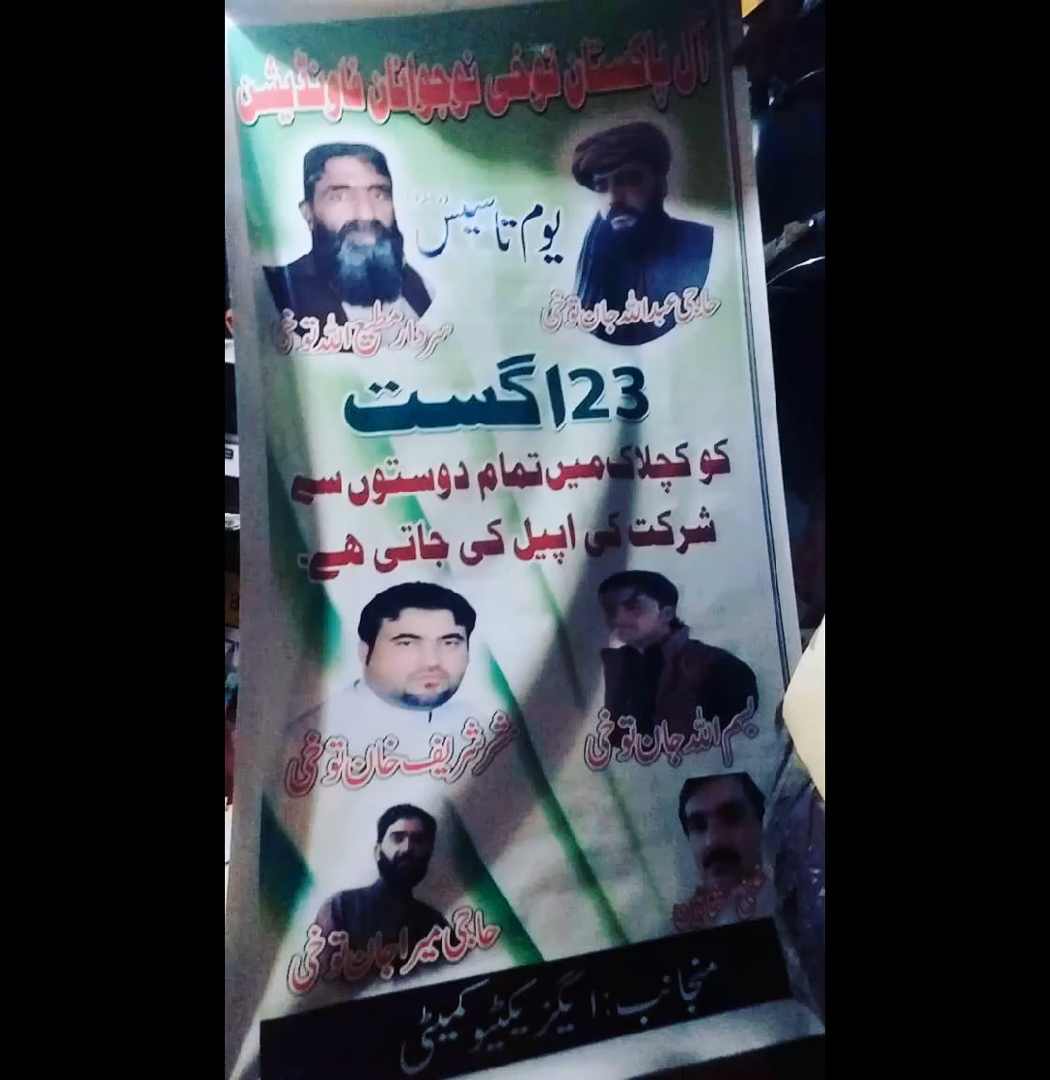 آل پاکستان توخی نوجوانان فاونڈیشن
یوم تاسیس
حاجی عبداللہ جان توخی
سردار مطیع اللہ توخی
23 اگست
کو کچلاک میں تمام دوستوں سے
شرکت کی اپیل کی جاتی ھے.
بسم اللہ جان توخی
شریف خان توخی
حاجی میرا جان توخی
منجانب: ایگزیکٹیو کمیٹی